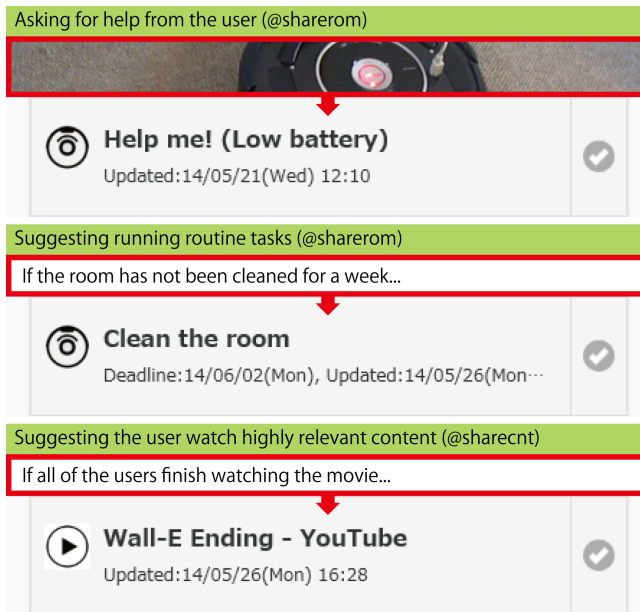 Asking for help from the user (@sharerom)
Help me! (Low battery)
Updated:14/05/21(Wed) 12:10
Suggesting running routine tasks (@sharerom)
If the room has not been cleaned for a week...
Clean the room
Deadline:14/06/02(Mon), Updated:14/05/26(Mon...
Suggesting the user watch highly relevant content (@sharecnt)
If all of the users finish watching the movie...
Wall-E Ending - YouTube
Updated:14/05/26(Mon) 16:28